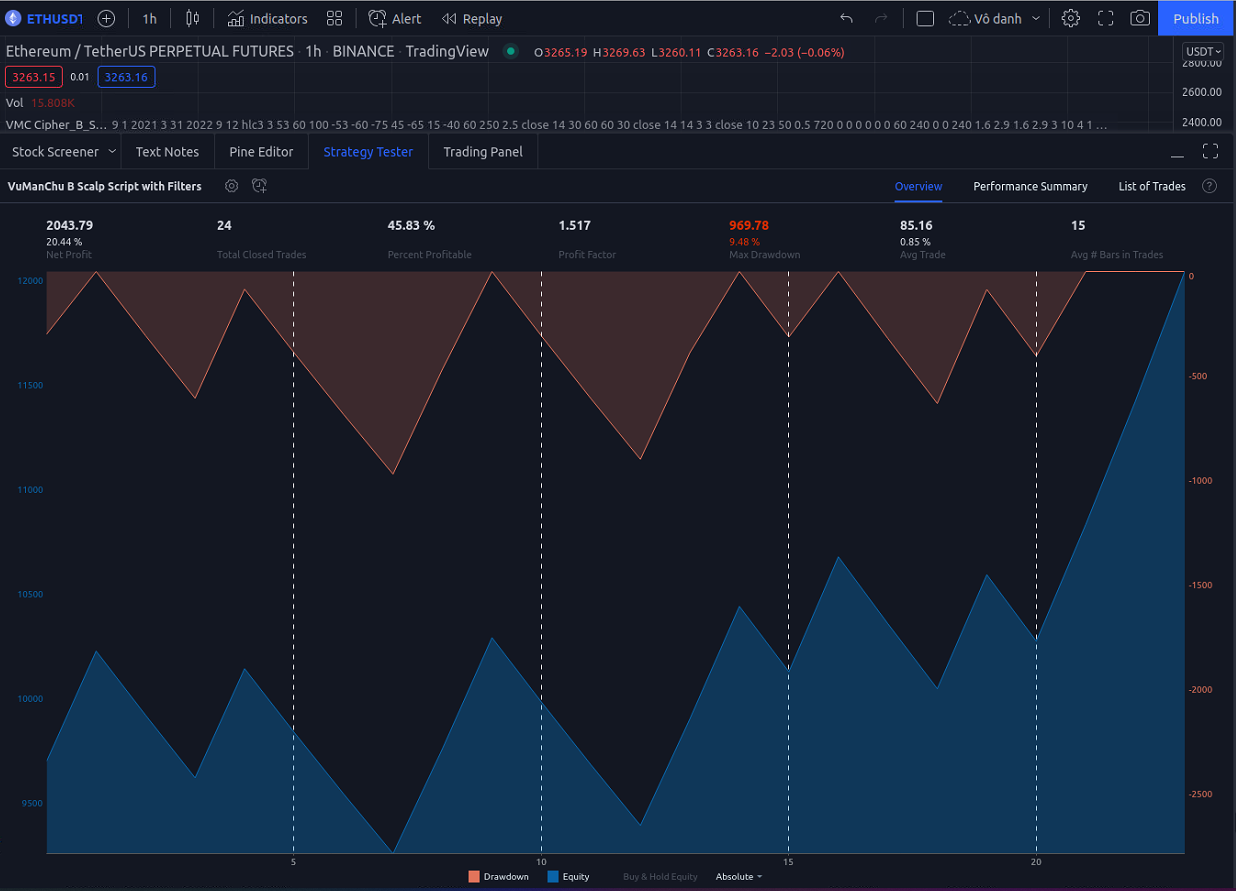 ETHUSDT 1h Indicators Alert Replay Vô danh Publish
Ethereum / TetherUS PERPETUAL FUTURES · 1h · BINANCE · TradingView O3265.19 H3269.63 L3260.11 C3263.16 −2.03 (−0.06%) USDT
3263.15 0.01 3263.16
2800.00
Vol 15.808K
2600.00
VMC Cipher_B_S... 9 1 2021 3 31 2022 9 12 hlc3 3 53 60 100 -53 -60 -75 45 -65 15 -40 60 250 2.5 close 14 30 60 60 30 close 14 14 3 3 close 10 23 50 0.5 720 0 0 0 0 0 0 60 240 0 0 240 1.6 2.9 1.6 2.9 3 10 4 1 ...
2400.00
Stock Screener Text Notes Pine Editor Strategy Tester Trading Panel
VuManChu B Scalp Script with Filters Overview Performance Summary List of Trades ?
2043.79 24 45.83 % 1.517 969.78 85.16 15
20.44 % 9.48 % 0.85 %
Net Profit Total Closed Trades Percent Profitable Profit Factor Max Drawdown Avg Trade Avg # Bars in Trades
12000 0
11500 -500
11000 -1000
10500 -1500
10000 -2000
9500 -2500
5 10 15 20
Drawdown Equity Buy & Hold Equity Absolute